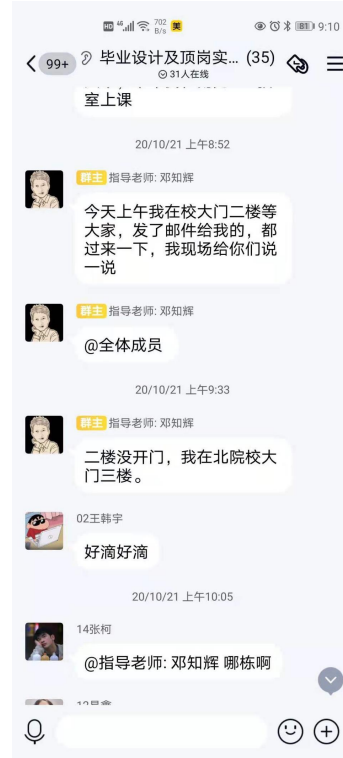 HD 46 702 B/s 美 81 9:10
99+ 毕业设计及顶岗实... (35)
31人在线
室上课
20/10/21 上午8:52
群主 指导老师: 邓知辉
今天上午我在校大门二楼等
大家，发了邮件给我的，都
过来一下，我现场给你们说
一说
群主 指导老师: 邓知辉
@全体成员
20/10/21 上午9:33
群主 指导老师: 邓知辉
二楼没开门，我在北院校大
门三楼。
02王韩宇
好滴好滴
20/10/21 上午10:05
14张柯
@指导老师: 邓知辉 哪栋啊